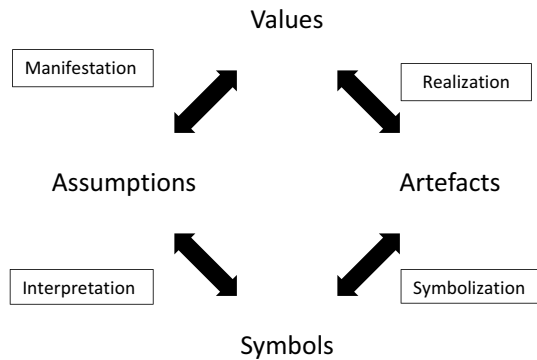 Values
Manifestation
Realization
Assumptions
Artefacts
Interpretation
Symbolization
Symbols